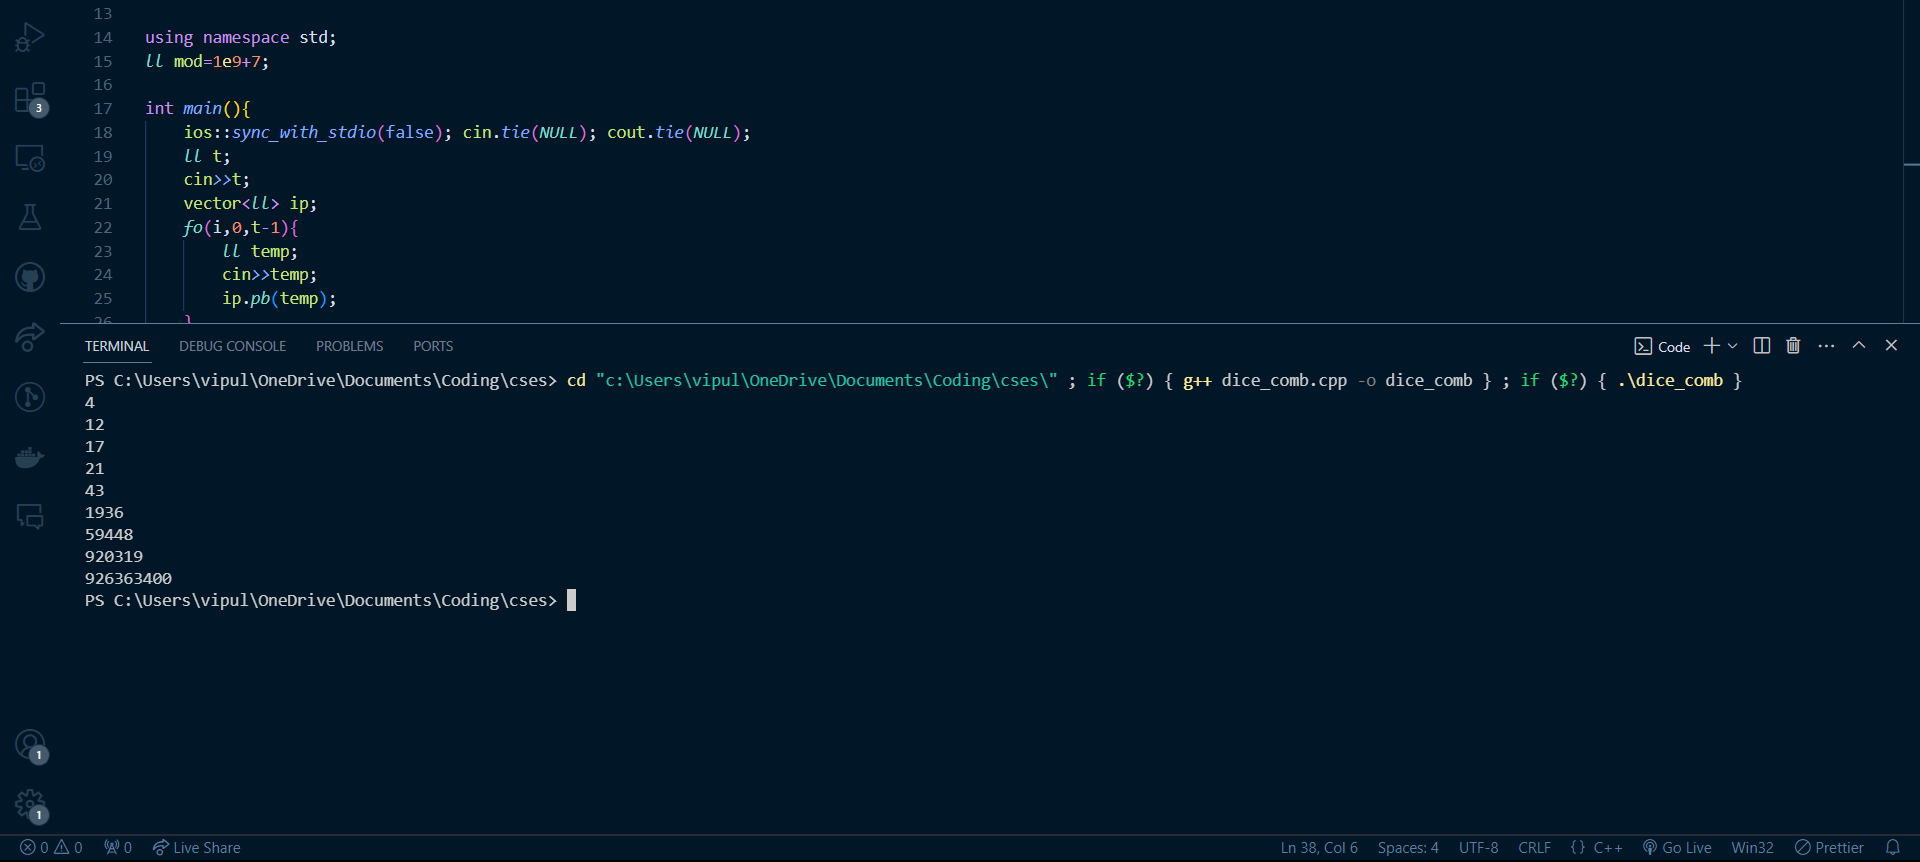 13
14 using namespace std;
15 ll mod=1e9+7;
16
17 int main(){
18 ios::sync_with_stdio(false); cin.tie(NULL); cout.tie(NULL);
19 ll t;
20 cin>>t;
21 vector<ll> ip;
22 fo(i,0,t-1){
23 ll temp;
24 cin>>temp;
25 ip.pb(temp);
26 }
3
TERMINAL DEBUG CONSOLE PROBLEMS PORTS Code
PS C:\Users\vipul\OneDrive\Documents\Coding\cses> cd "c:\Users\vipul\OneDrive\Documents\Coding\cses\" ; if ($?) { g++ dice_comb.cpp -o dice_comb } ; if ($?) { .\dice_comb }
4
12
17
21
43
1936
59448
920319
926363400
PS C:\Users\vipul\OneDrive\Documents\Coding\cses>
1
1
0 0 0 Live Share Ln 38, Col 6 Spaces: 4 UTF-8 CRLF {} C++ Go Live Win32 Prettier